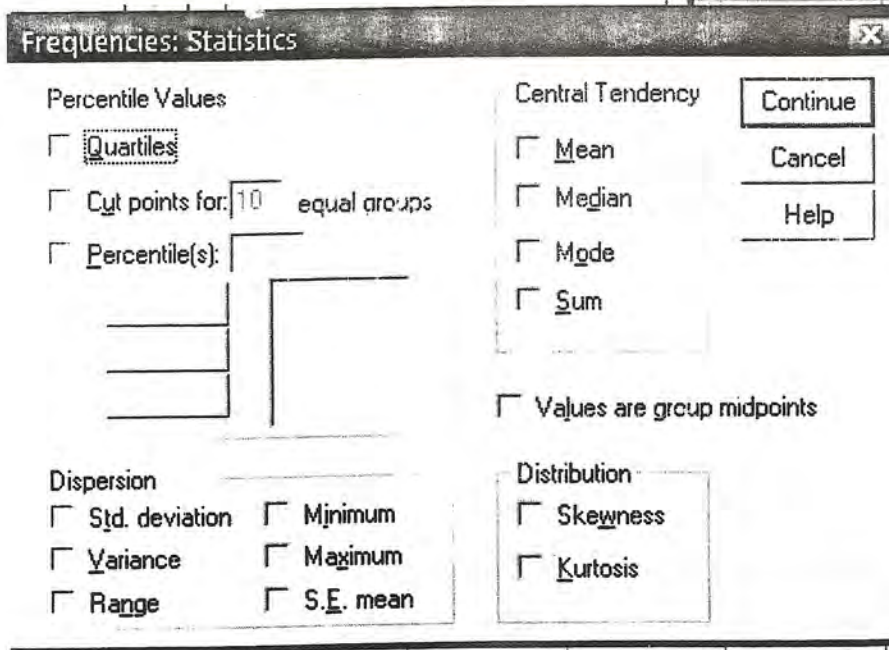 Frequencies: Statistics
Percentile Values
Quartiles
Cut points for: 10 equal groups
Percentile(s):
Central Tendency
Mean
Median
Mode
Sum
Continue
Cancel
Help
Values are group midpoints
Dispersion
Std. deviation
Minimum
Variance
Maximum
Range
S.E. mean
Distribution
Skewness
Kurtosis